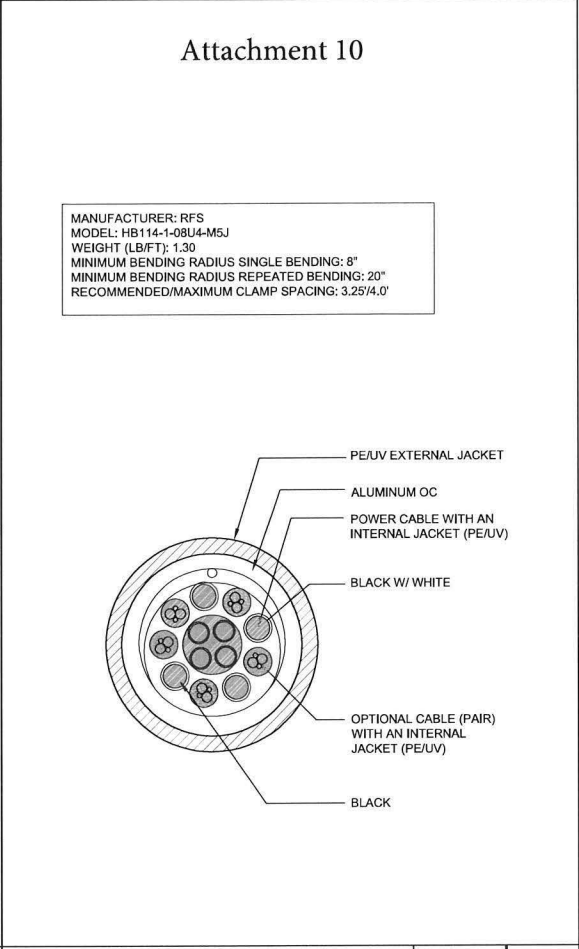 Attachment 10
MANUFACTURER: RFS
MODEL: HB114-1-08U4-M5J
WEIGHT (LB/FT): 1.30
MINIMUM BENDING RADIUS SINGLE BENDING: 8"
MINIMUM BENDING RADIUS REPEATED BENDING: 20"
RECOMMENDED/MAXIMUM CLAMP SPACING: 3.25'/4.0'
PE/UV EXTERNAL JACKET
ALUMINUM OC
POWER CABLE WITH AN
INTERNAL JACKET (PE/UV)
BLACK W/ WHITE
OPTIONAL CABLE (PAIR)
WITH AN INTERNAL
JACKET (PE/UV)
BLACK